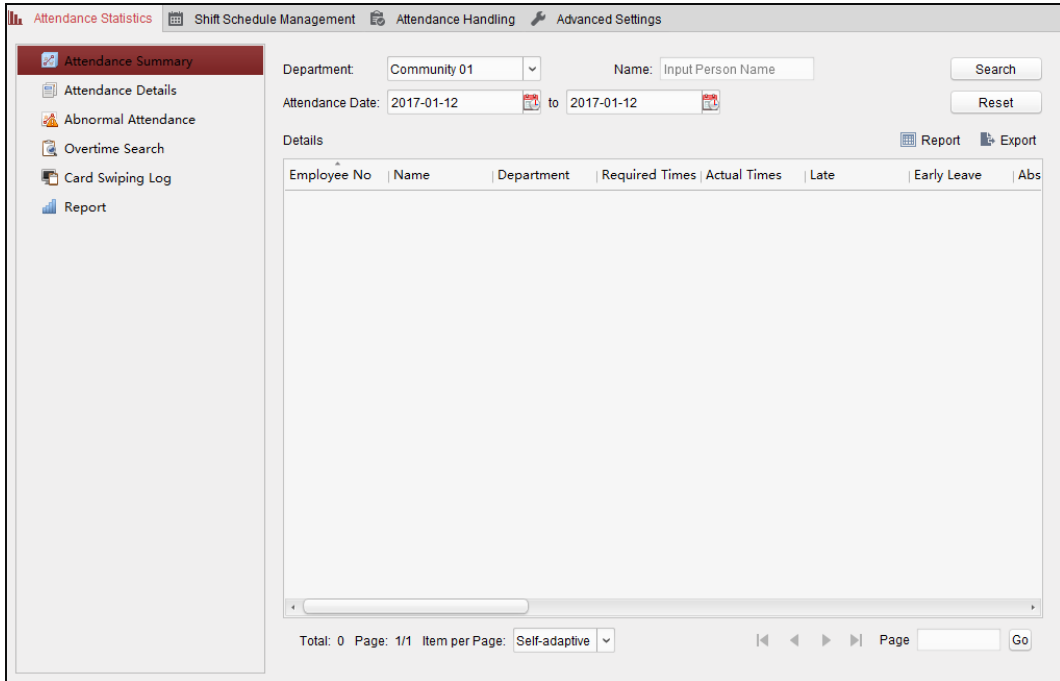 Attendance Statistics Shift Schedule Management Attendance Handling Advanced Settings
Attendance Summary
Attendance Details
Abnormal Attendance
Overtime Search
Card Swiping Log
Report
Department: Community 01 Name: Input Person Name Search
Attendance Date: 2017-01-12 to 2017-01-12 Reset
Details Report Export
Employee No Name Department Required Times Actual Times Late Early Leave Abs
Total: 0 Page: 1/1 Item per Page: Self-adaptive Page Go